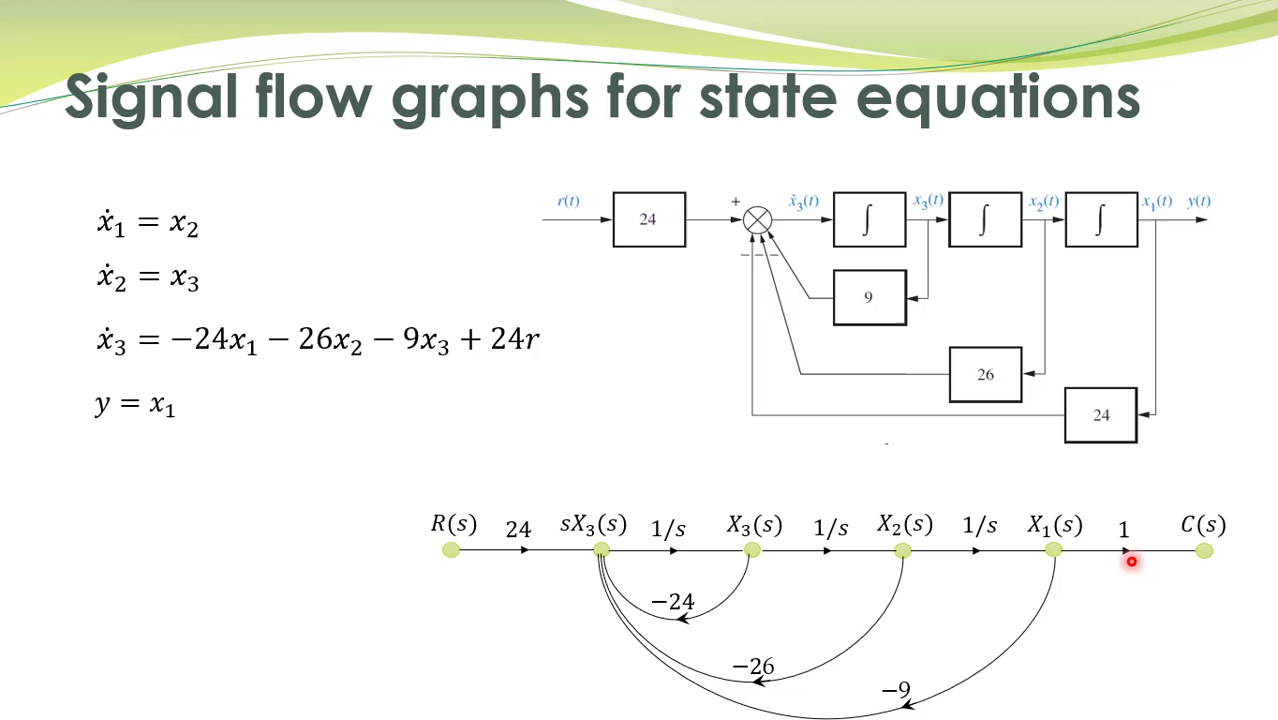 Signal flow graphs for state equations
ẋ₁ = x₂
ẋ₂ = x₃
ẋ₃ = −24x₁ − 26x₂ − 9x₃ + 24r
y = x₁
r(t) 24 + ẋ₃(t) ∫ x₃(t) ∫ x₂(t) ∫ x₁(t) y(t)
− − −
9
26
24
R(s) 24 sX₃(s) 1/s X₃(s) 1/s X₂(s) 1/s X₁(s) 1 C(s)
−24
−26
−9